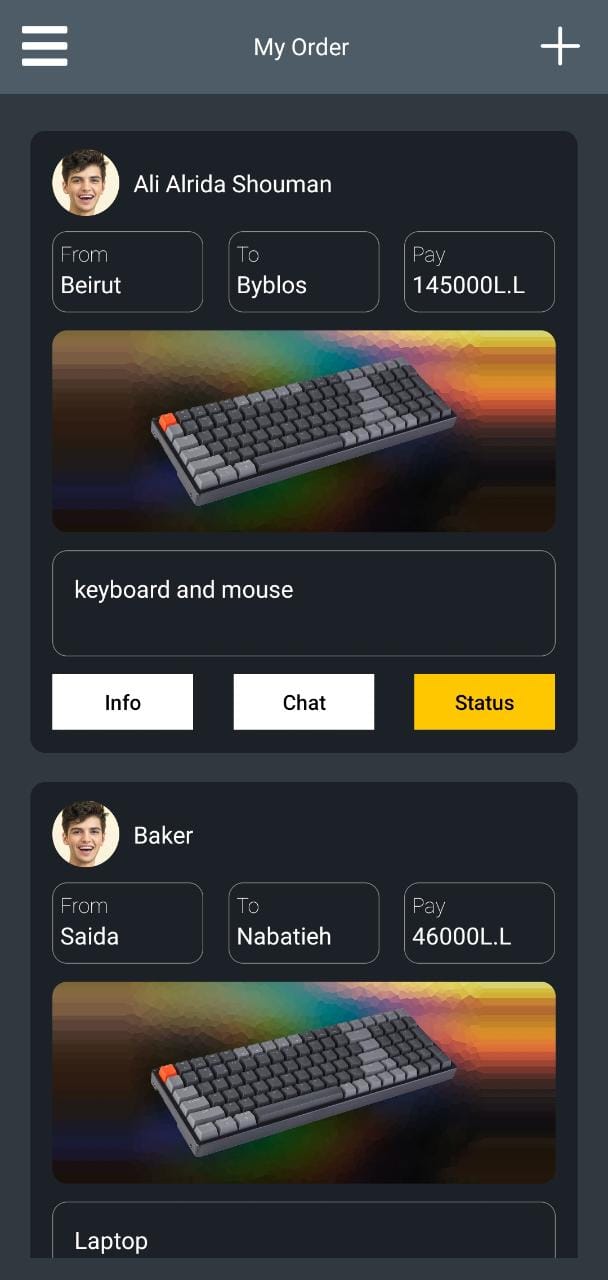 My Order
Ali Alrida Shouman
From
Beirut
To
Byblos
Pay
145000L.L
keyboard and mouse
Info
Chat
Status
Baker
From
Saida
To
Nabatieh
Pay
46000L.L
Laptop